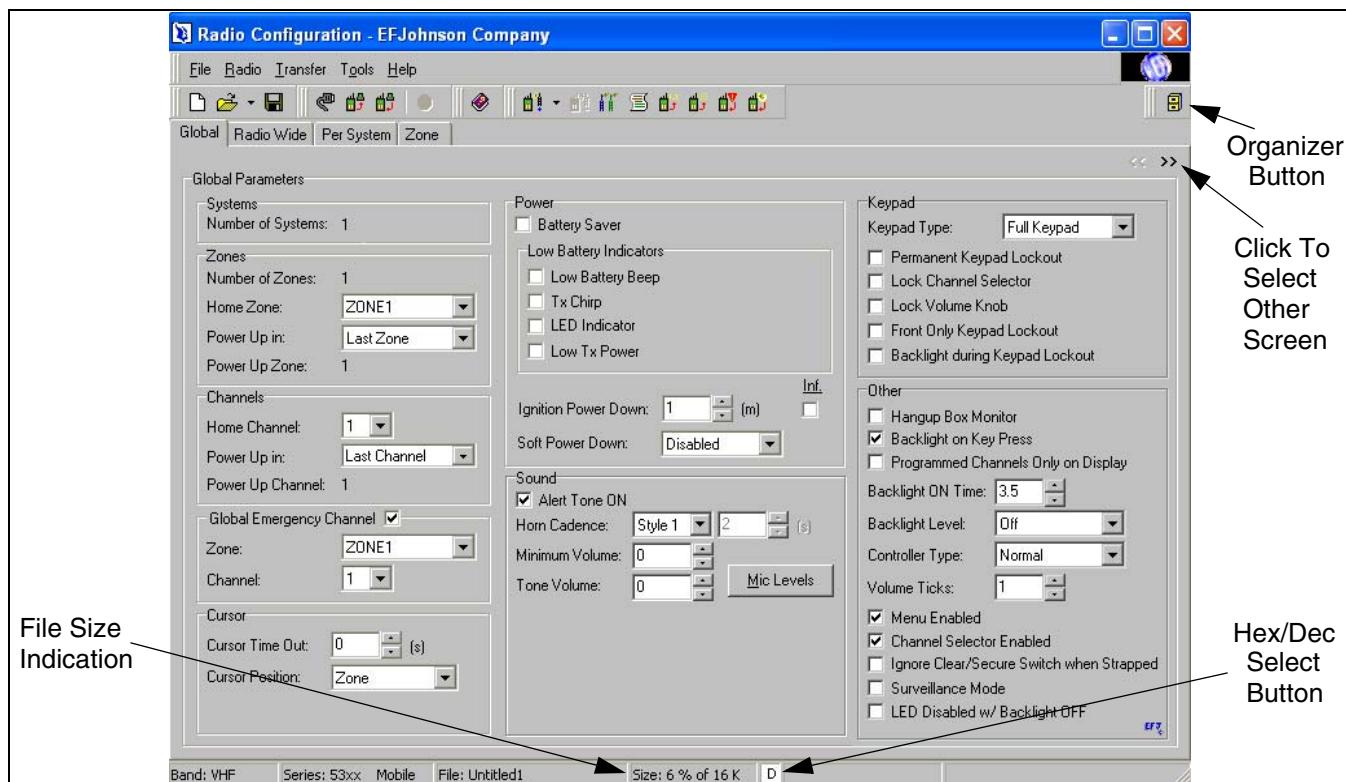 Radio Configuration - EFJohnson Company
File Radio Transfer Tools Help
Global Radio Wide Per System Zone
<< >>
Organizer
Button
Click To
Select
Other
Screen
Global Parameters
Systems
Number of Systems: 1
Zones
Number of Zones: 1
Home Zone: ZONE1
Power Up in: Last Zone
Power Up Zone: 1
Channels
Home Channel: 1
Power Up in: Last Channel
Power Up Channel: 1
Global Emergency Channel
Zone: ZONE1
Channel: 1
Cursor
Cursor Time Out: 0 (s)
Cursor Position: Zone
Power
Battery Saver
Low Battery Indicators
Low Battery Beep
Tx Chirp
LED Indicator
Low Tx Power
Inf.
Ignition Power Down: 1 (m)
Soft Power Down: Disabled
Sound
Alert Tone ON
Horn Cadence: Style 1 2 (s)
Minimum Volume: 0
Tone Volume: 0
Mic Levels
Keypad
Keypad Type: Full Keypad
Permanent Keypad Lockout
Lock Channel Selector
Lock Volume Knob
Front Only Keypad Lockout
Backlight during Keypad Lockout
Other
Hangup Box Monitor
Backlight on Key Press
Programmed Channels Only on Display
Backlight ON Time: 3.5
Backlight Level: Off
Controller Type: Normal
Volume Ticks: 1
Menu Enabled
Channel Selector Enabled
Ignore Clear/Secure Switch when Strapped
Surveillance Mode
LED Disabled w/ Backlight OFF
EFJ
File Size
Indication
Hex/Dec
Select
Button
Band: VHF Series: 53xx Mobile File: Untitled1 Size: 6 % of 16 K D